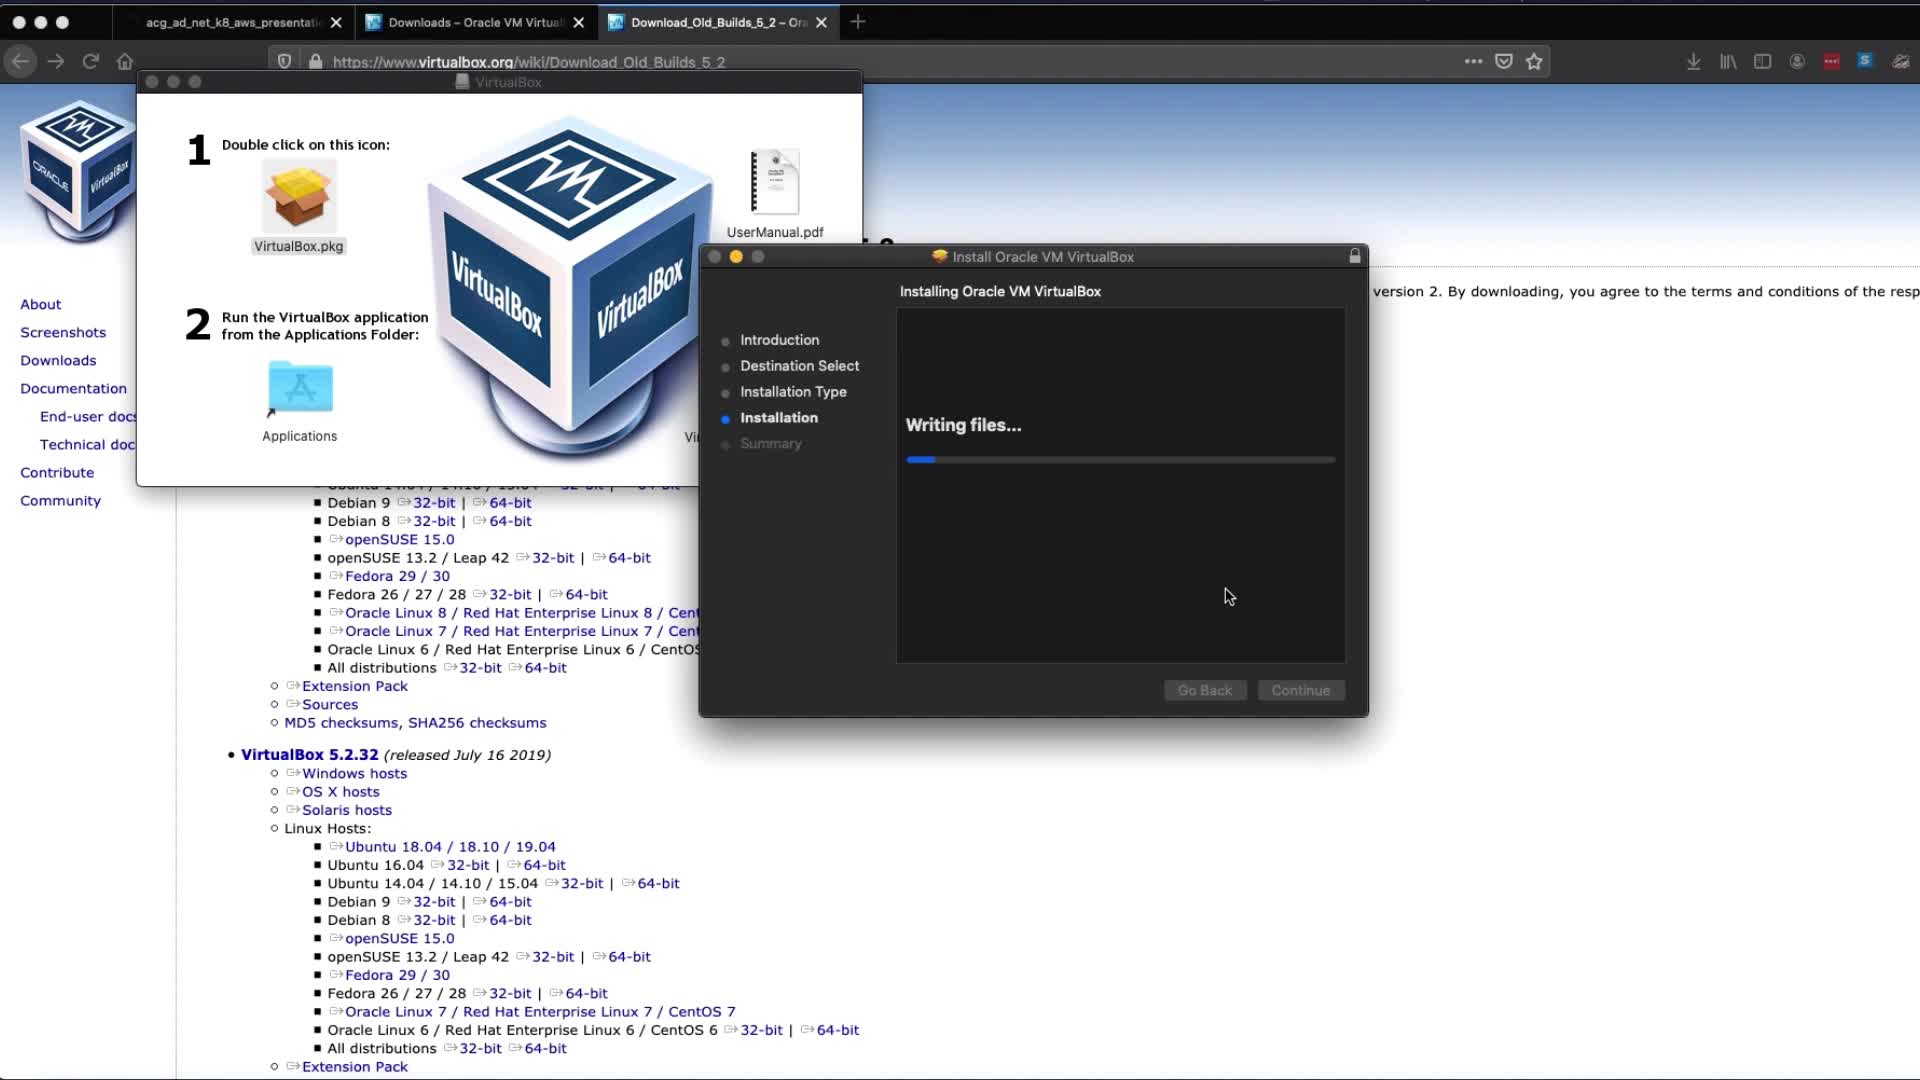 acg_ad_net_k8_aws_presentati
Downloads – Oracle VM Virtual
Download_Old_Builds_5_2 – Ora
https://www.virtualbox.org/wiki/Download_Old_Builds_5_2
VirtualBox
1 Double click on this icon:
VirtualBox.pkg
UserManual.pdf
2 Run the VirtualBox application
from the Applications Folder:
Applications
VirtualBox
VirtualBox
ORACLE
VirtualBox
About
Screenshots
Downloads
Documentation
End-user docs
Technical doc
Contribute
Community
Install Oracle VM VirtualBox
Installing Oracle VM VirtualBox
Introduction
Destination Select
Installation Type
Installation
Summary
Writing files...
Go Back
Continue
version 2. By downloading, you agree to the terms and conditions of the resp
Debian 9 32-bit | 64-bit
Debian 8 32-bit | 64-bit
openSUSE 15.0
openSUSE 13.2 / Leap 42 32-bit | 64-bit
Fedora 29 / 30
Fedora 26 / 27 / 28 32-bit | 64-bit
Oracle Linux 8 / Red Hat Enterprise Linux 8 / Cent
Oracle Linux 7 / Red Hat Enterprise Linux 7 / Cent
Oracle Linux 6 / Red Hat Enterprise Linux 6 / CentOS
All distributions 32-bit 64-bit
Extension Pack
Sources
MD5 checksums, SHA256 checksums
VirtualBox 5.2.32 (released July 16 2019)
Windows hosts
OS X hosts
Solaris hosts
Linux Hosts:
Ubuntu 18.04 / 18.10 / 19.04
Ubuntu 16.04 32-bit | 64-bit
Ubuntu 14.04 / 14.10 / 15.04 32-bit | 64-bit
Debian 9 32-bit | 64-bit
Debian 8 32-bit | 64-bit
openSUSE 15.0
openSUSE 13.2 / Leap 42 32-bit | 64-bit
Fedora 29 / 30
Fedora 26 / 27 / 28 32-bit | 64-bit
Oracle Linux 7 / Red Hat Enterprise Linux 7 / CentOS 7
Oracle Linux 6 / Red Hat Enterprise Linux 6 / CentOS 6 32-bit | 64-bit
All distributions 32-bit 64-bit
Extension Pack